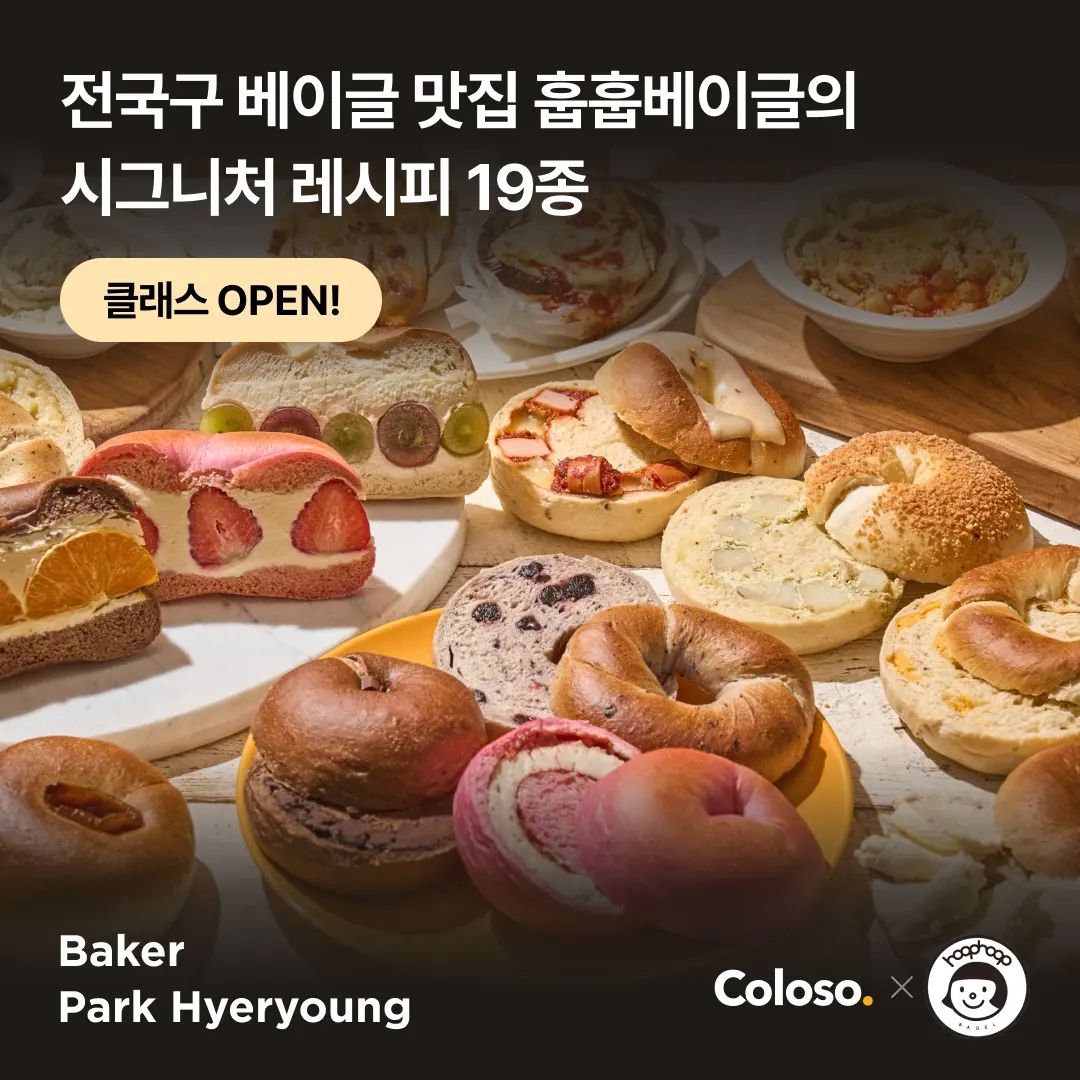 전국구 베이글 맛집 훕훕베이글의
시그니처 레시피 19종
클래스 OPEN!
Baker
Park Hyeryoung
Coloso. ×
hoophoop
BAGEL